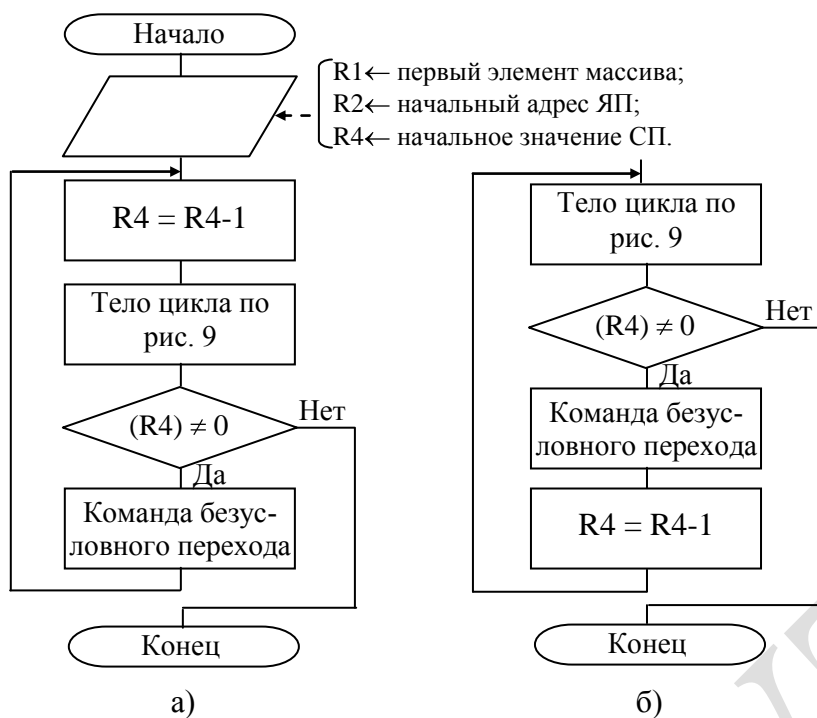 Начало
R1← первый элемент массива;
R2← начальный адрес ЯП;
R4← начальное значение СП.
R4 = R4-1
Тело цикла по
рис. 9
(R4) ≠ 0
Нет
Да
Команда безус-
ловного перехода
Конец
а)
Тело цикла по
рис. 9
(R4) ≠ 0
Нет
Да
Команда безус-
ловного перехода
R4 = R4-1
Конец
б)